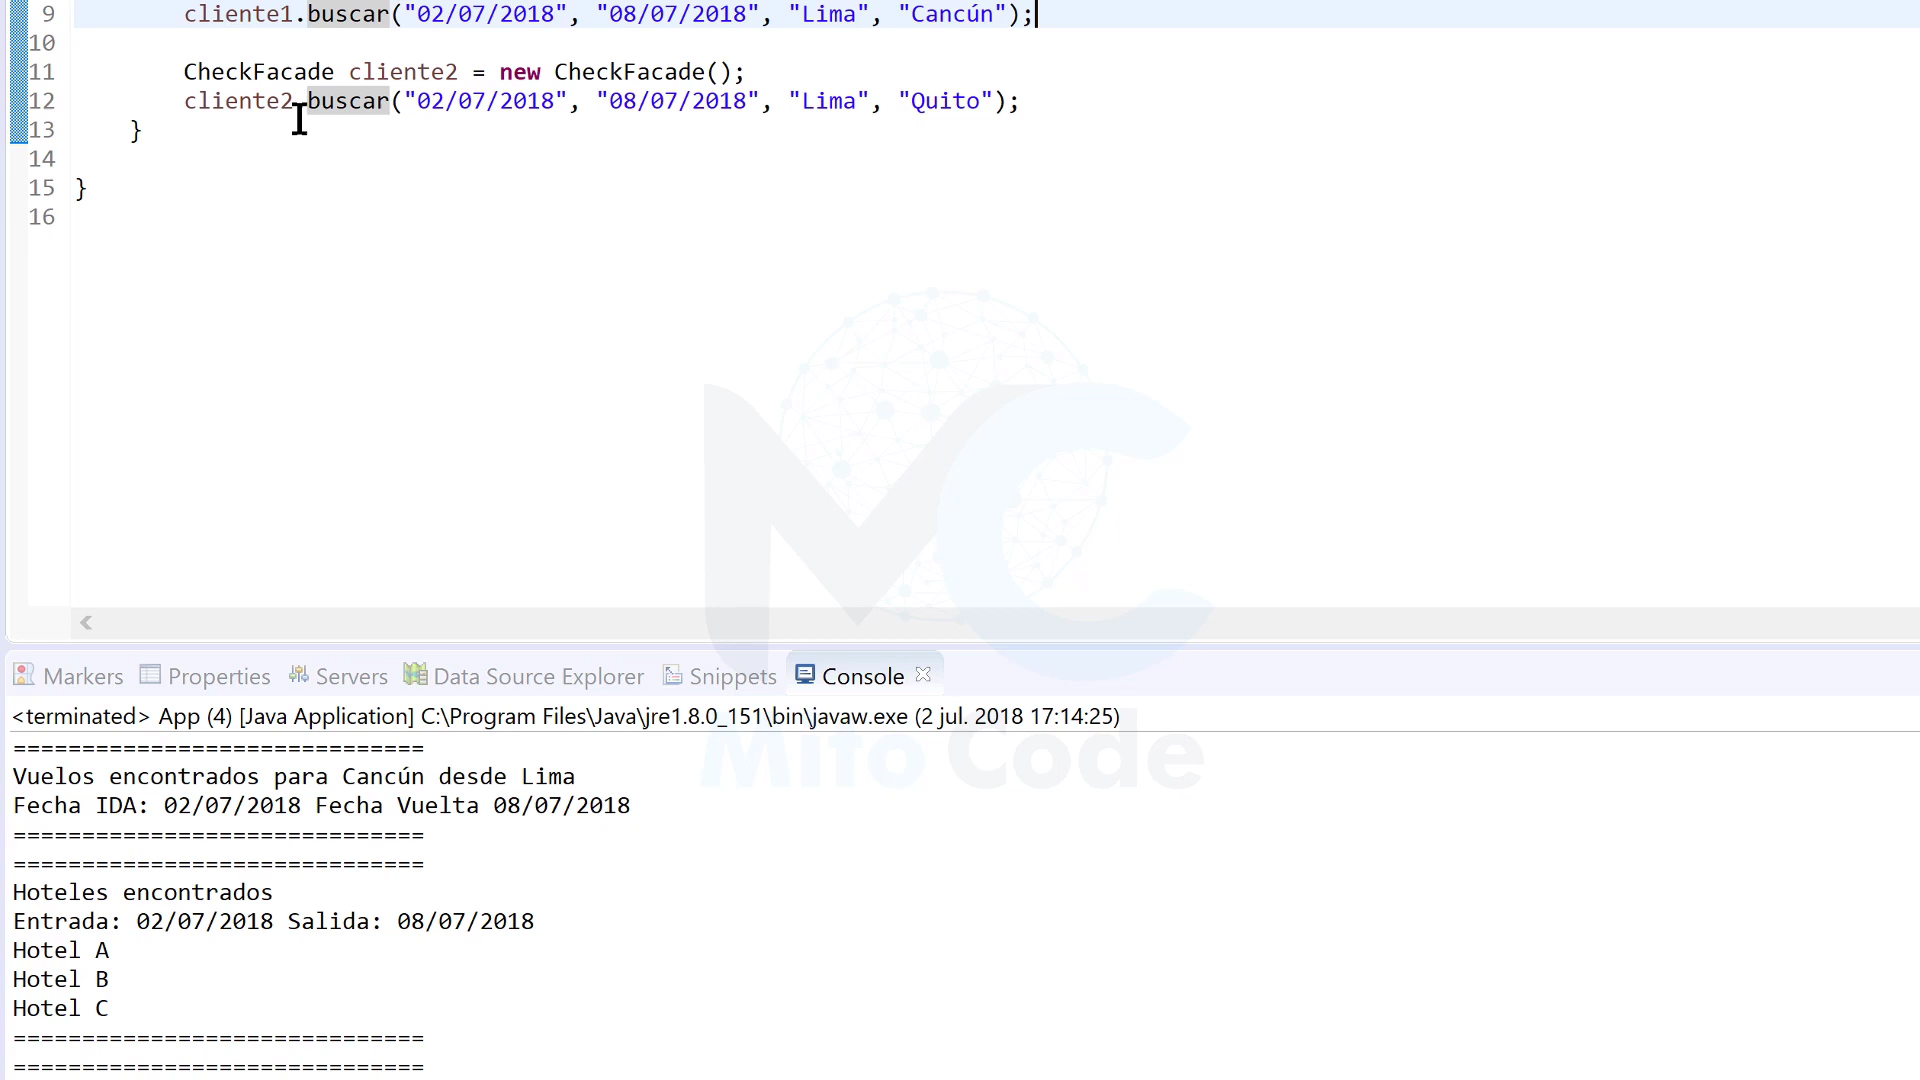 9 cliente1.buscar("02/07/2018", "08/07/2018", "Lima", "Cancún");
10
11 CheckFacade cliente2 = new CheckFacade();
12 cliente2.buscar("02/07/2018", "08/07/2018", "Lima", "Quito");
13 }
14
15 }
16
MC
Markers Properties Servers Data Source Explorer Snippets Console
<terminated> App (4) [Java Application] C:\Program Files\Java\jre1.8.0_151\bin\javaw.exe (2 jul. 2018 17:14:25)
Mito Code
==============================
Vuelos encontrados para Cancún desde Lima
Fecha IDA: 02/07/2018 Fecha Vuelta 08/07/2018
==============================
==============================
Hoteles encontrados
Entrada: 02/07/2018 Salida: 08/07/2018
Hotel A
Hotel B
Hotel C
==============================
==============================